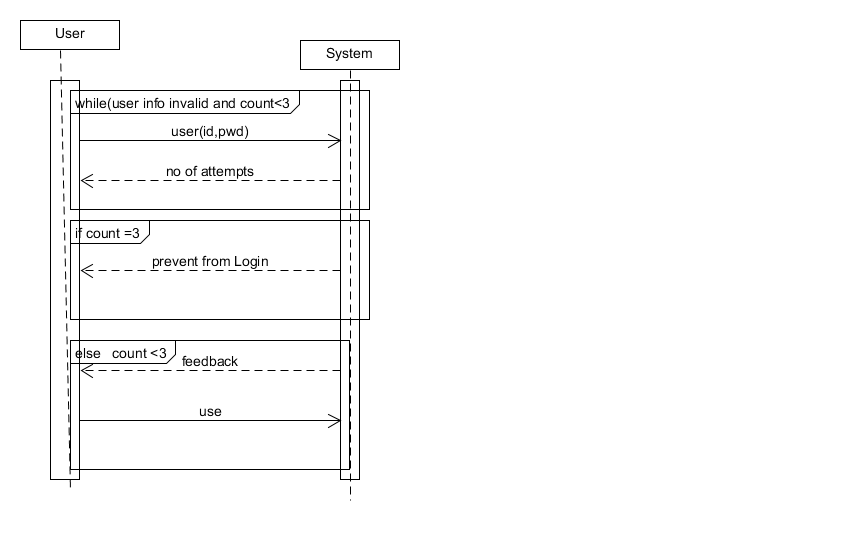 User
System
while(user info invalid and count<3
user(id,pwd)
no of attempts
if count =3
prevent from Login
else count <3
feedback
use